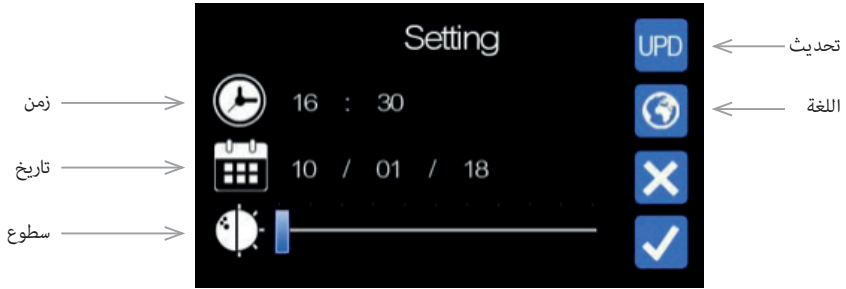 Setting
UPD
تحديث
زمن
16 : 30
اللغة
تاريخ
10 / 01 / 18
سطوع